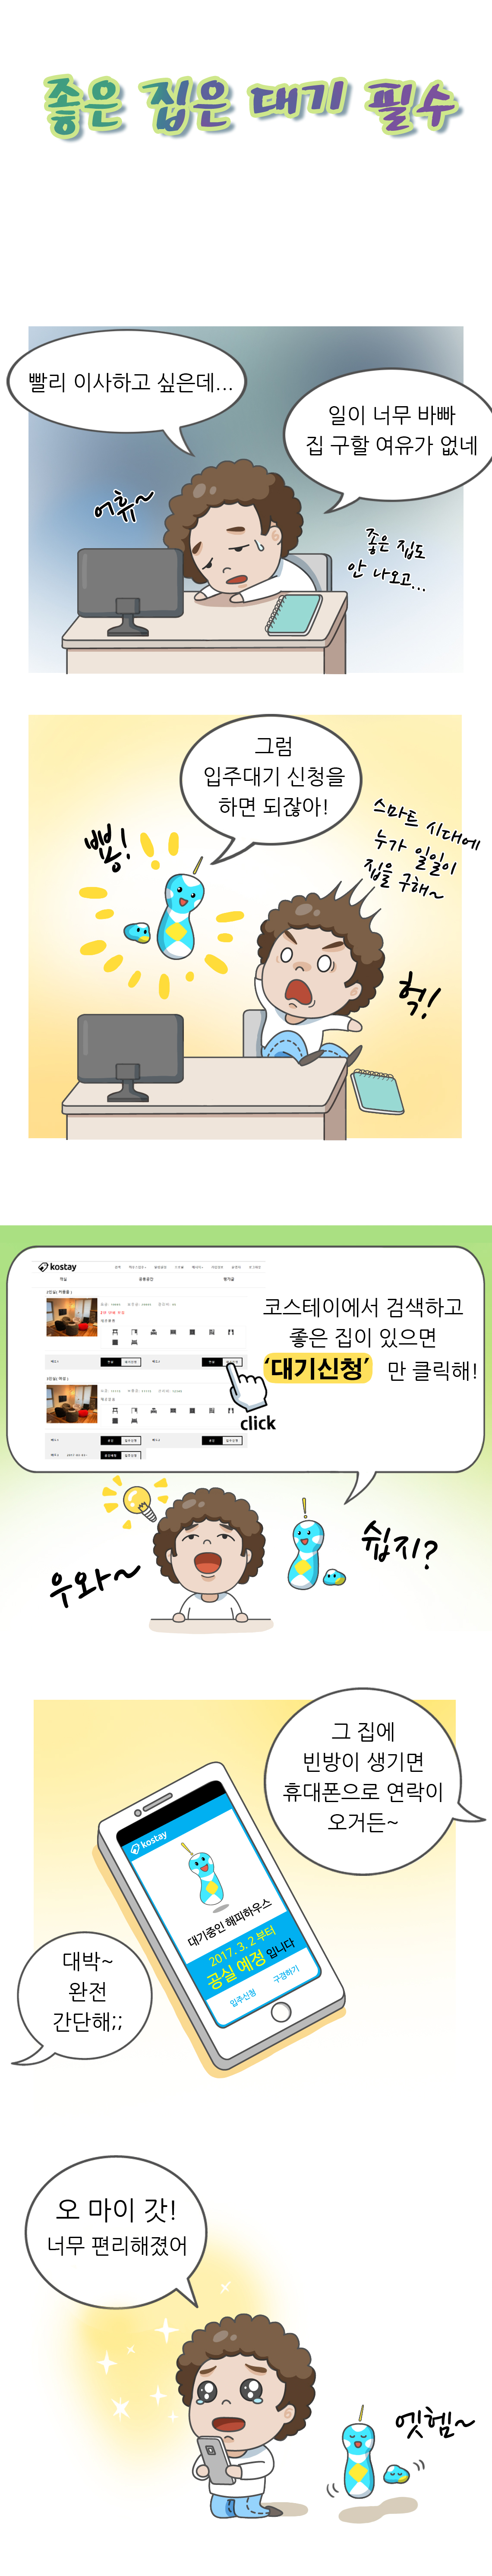 좋은 집은 대기 필수
빨리 이사하고 싶은데...
일이 너무 바빠
집 구할 여유가 없네
어휴~
좋은 집도
안 나오고...
그럼
입주대기 신청을
하면 되잖아!
뿅!
스마트 시대에
누가 일일이
집을 구해~
헉!
kostay
코스테이에서 검색하고
좋은 집이 있으면
‘대기신청’ 만 클릭해!
click
우와~
쉽지?
그 집에
빈방이 생기면
휴대폰으로 연락이
오거든~
kostay
대기중인 해피하우스
2017. 3. 2 부터
공실 예정 입니다
입주신청
구경하기
대박~
완전
간단해;;
오 마이 갓!
너무 편리해졌어
엣헴~